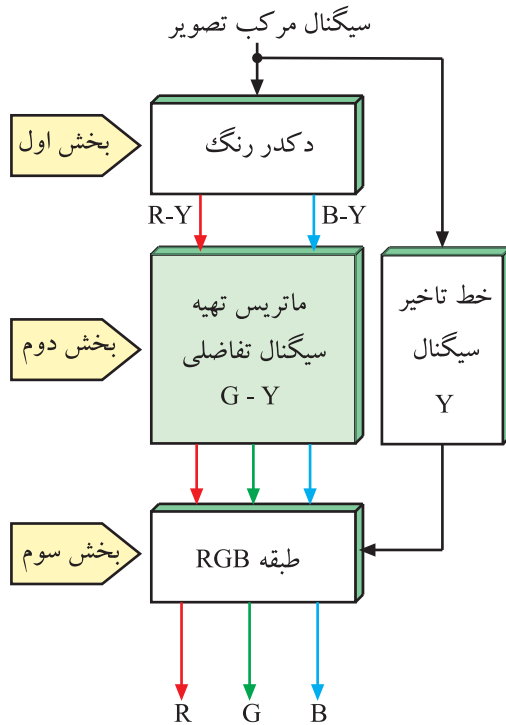 سیگنال مرکب تصویر
بخش اول
دکدر رنگ
R-Y
B-Y
بخش دوم
ماتریس تهیه
سیگنال تفاضلی
G - Y
خط تاخیر
سیگنال
Y
بخش سوم
طبقه RGB
R
G
B